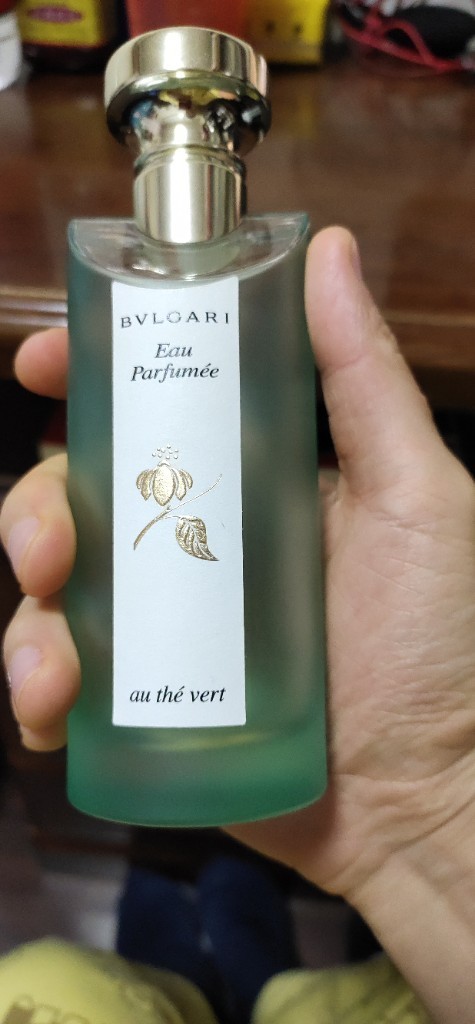 BVLGARI
Eau
Parfumée
au thé vert